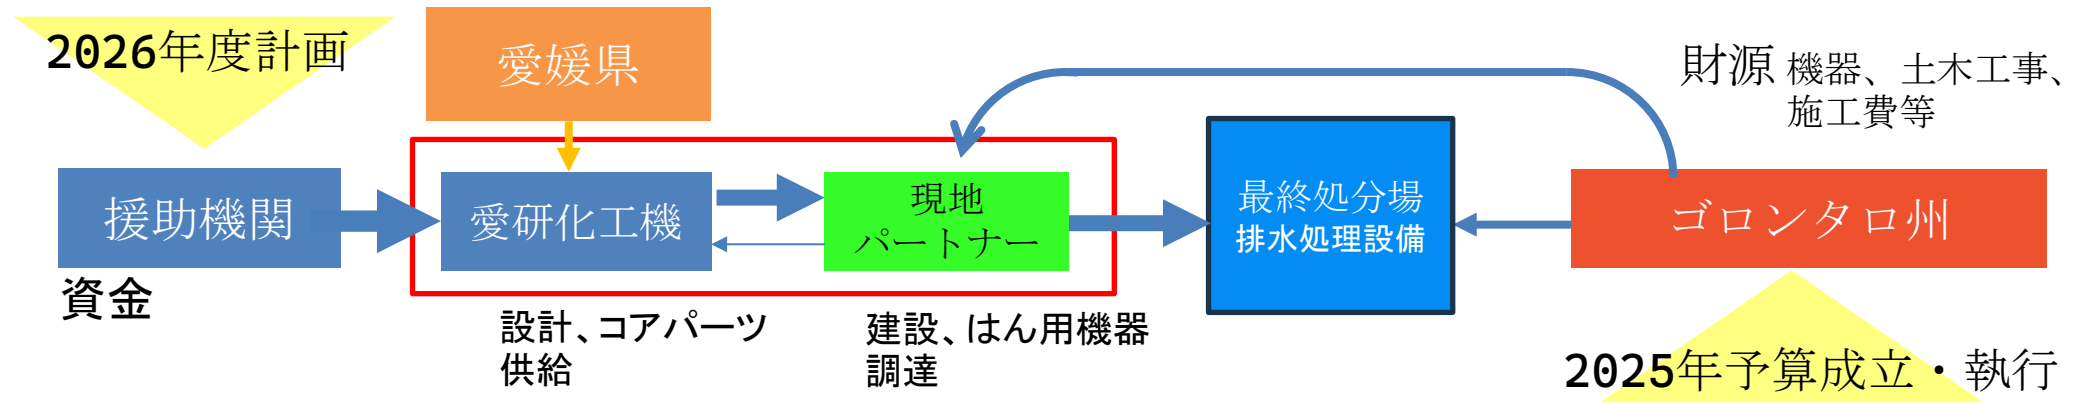 2026年度計画
愛媛県
財源 機器、土木工事、
施工費等
援助機関
愛研化工機
現地
パートナー
最終処分場
排水処理設備
ゴロンタロ州
資金
設計、コアパーツ
供給
建設、はん用機器
調達
2025年予算成立・執行